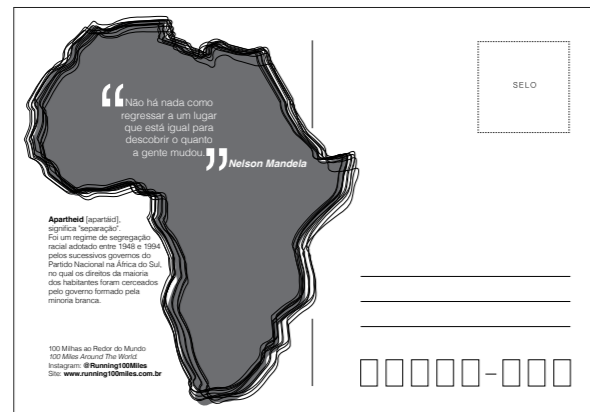 “Não há nada como
regressar a um lugar
que está igual para
descobrir o quanto
a gente mudou.”
Nelson Mandela
SELO
Apartheid [apartáid],
significa "separação".
Foi um regime de segregação
racial adotado entre 1948 e 1994
pelos sucessivos governos do
Partido Nacional na África do Sul,
no qual os direitos da maioria
dos habitantes foram cerceados
pelo governo formado pela
minoria branca.
100 Milhas ao Redor do Mundo
100 Miles Around The World.
Instagram: @Running100Miles
Site: www.running100miles.com.br